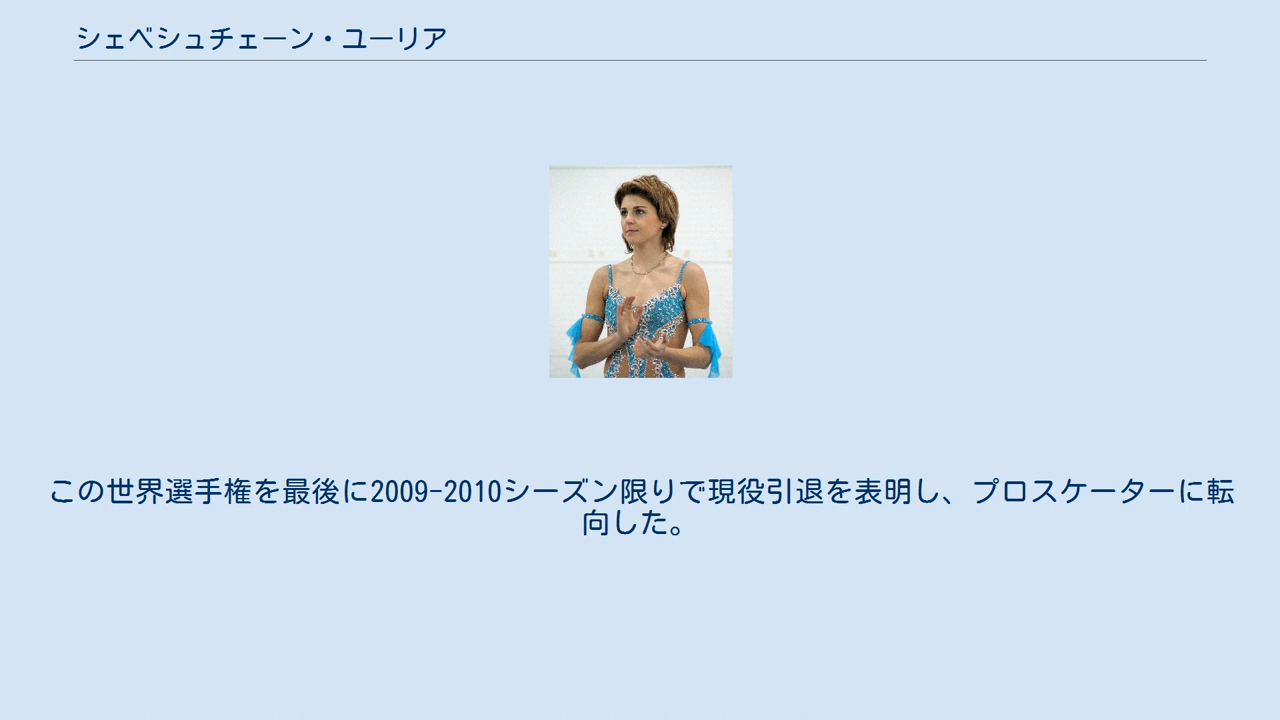 シェベシュチェーン・ユーリア
この世界選手権を最後に2009-2010シーズン限りで現役引退を表明し、プロスケーターに転
向した。